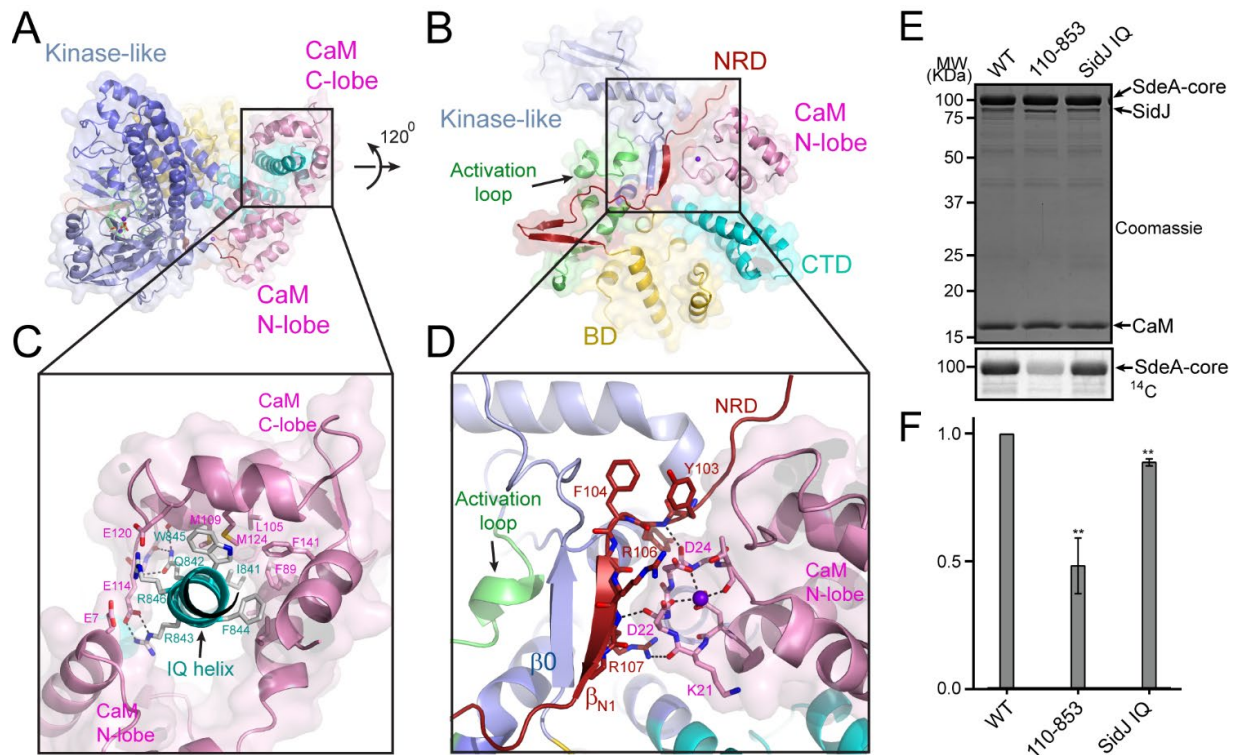 A
Kinase-like
CaM
C-lobe
120⁰
CaM
N-lobe
B
NRD
Kinase-like
CaM
N-lobe
Activation
loop
CTD
BD
C
CaM
C-lobe
E120
M109
L105
W845
M124
F141
Q842
I841
F89
E114
R846
E7
R843
F844
IQ helix
CaM
N-lobe
D
NRD
Y103
F104
Activation
loop
R106
D24
CaM
N-lobe
D22
β0
R107
βN1
K21
E
MW
(KDa)
WT
110-853
SidJ IQ
100
75
50
37
25
20
15
SdeA-core
SidJ
Coomassie
CaM
100
SdeA-core
¹⁴C
F
1.0
0.5
0.0
**
**
WT
110-853
SidJ IQ